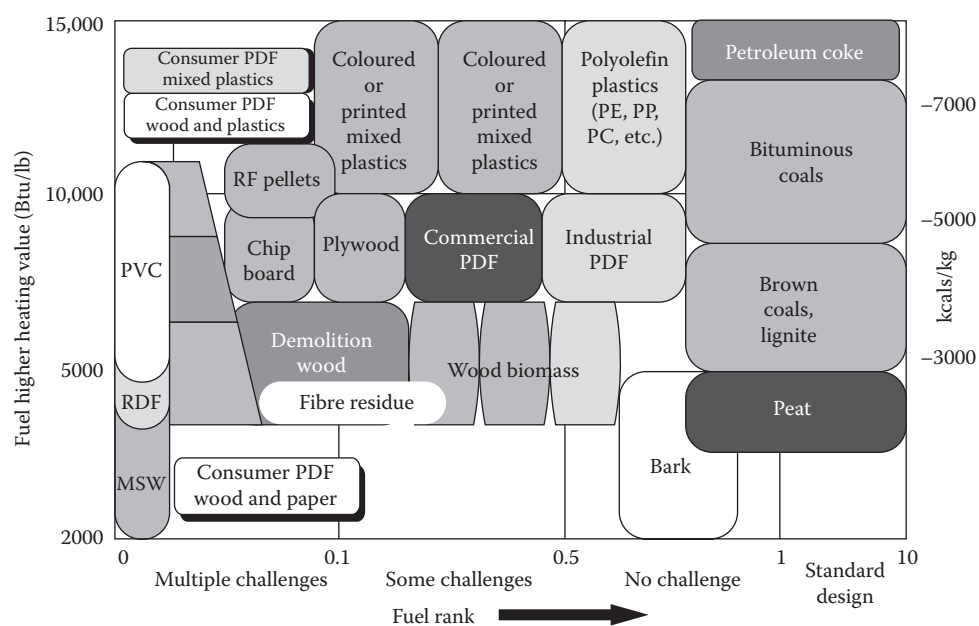 15,000
Consumer PDF
mixed plastics
Consumer PDF
wood and plastics
Coloured
or
printed
mixed
plastics
Coloured
or
printed
mixed
plastics
Polyolefin
plastics
(PE, PP,
PC, etc.)
Petroleum coke
–7000
Bituminous
coals
RF pellets
10,000
–5000
PVC
Chip
board
Plywood
Commercial
PDF
Industrial
PDF
Brown
coals,
lignite
kcals/kg
Fuel higher heating value (Btu/lb)
Demolition
wood
Wood biomass
–3000
5000
RDF
Fibre residue
Peat
MSW
Consumer PDF
wood and paper
Bark
2000
0
0.1
0.5
1
10
Multiple challenges
Some challenges
No challenge
Standard
design
Fuel rank